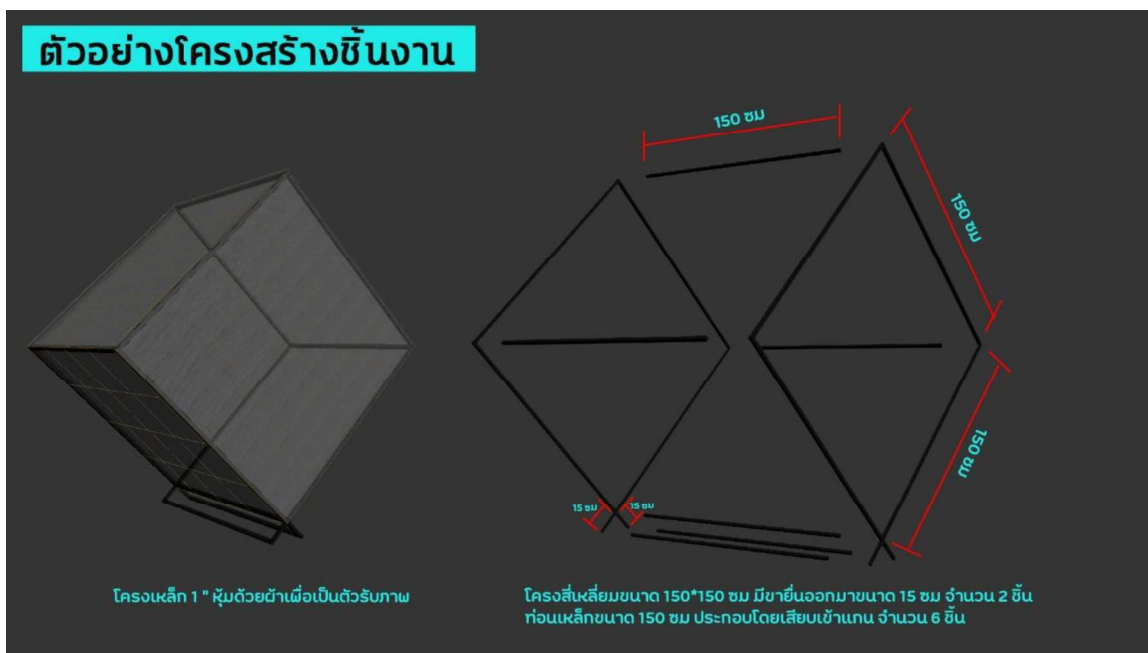 ตัวอย่างโครงสร้างชิ้นงาน
150 ซม
150 ซม
150 ซม
15 ซม
15 ซม
โครงเหล็ก 1 " หุ้มด้วยผ้าเพื่อเป็นตัวรับภาพ
โครงสี่เหลี่ยมขนาด 150*150 ซม มีขายื่นออกมาขนาด 15 ซม จำนวน 2 ชิ้น
ท่อนเหล็กขนาด 150 ซม ประกอบโดยเสียบเข้าแกน จำนวน 6 ชิ้น